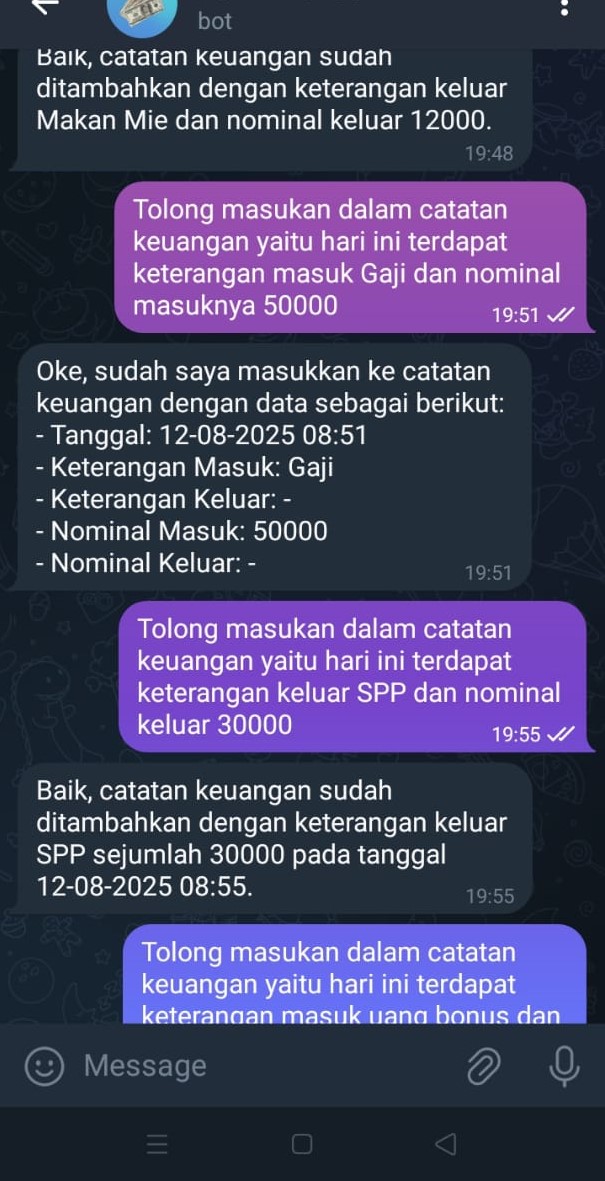 bot
Baik, catatan keuangan sudah
ditambahkan dengan keterangan keluar
Makan Mie dan nominal keluar 12000.
19:48
Tolong masukan dalam catatan
keuangan yaitu hari ini terdapat
keterangan masuk Gaji dan nominal
masuknya 50000
19:51
Oke, sudah saya masukkan ke catatan
keuangan dengan data sebagai berikut:
- Tanggal: 12-08-2025 08:51
- Keterangan Masuk: Gaji
- Keterangan Keluar: -
- Nominal Masuk: 50000
- Nominal Keluar: -
19:51
Tolong masukan dalam catatan
keuangan yaitu hari ini terdapat
keterangan keluar SPP dan nominal
keluar 30000
19:55
Baik, catatan keuangan sudah
ditambahkan dengan keterangan keluar
SPP sejumlah 30000 pada tanggal
12-08-2025 08:55.
19:55
Tolong masukan dalam catatan
keuangan yaitu hari ini terdapat
keterangan masuk uang bonus dan
Message